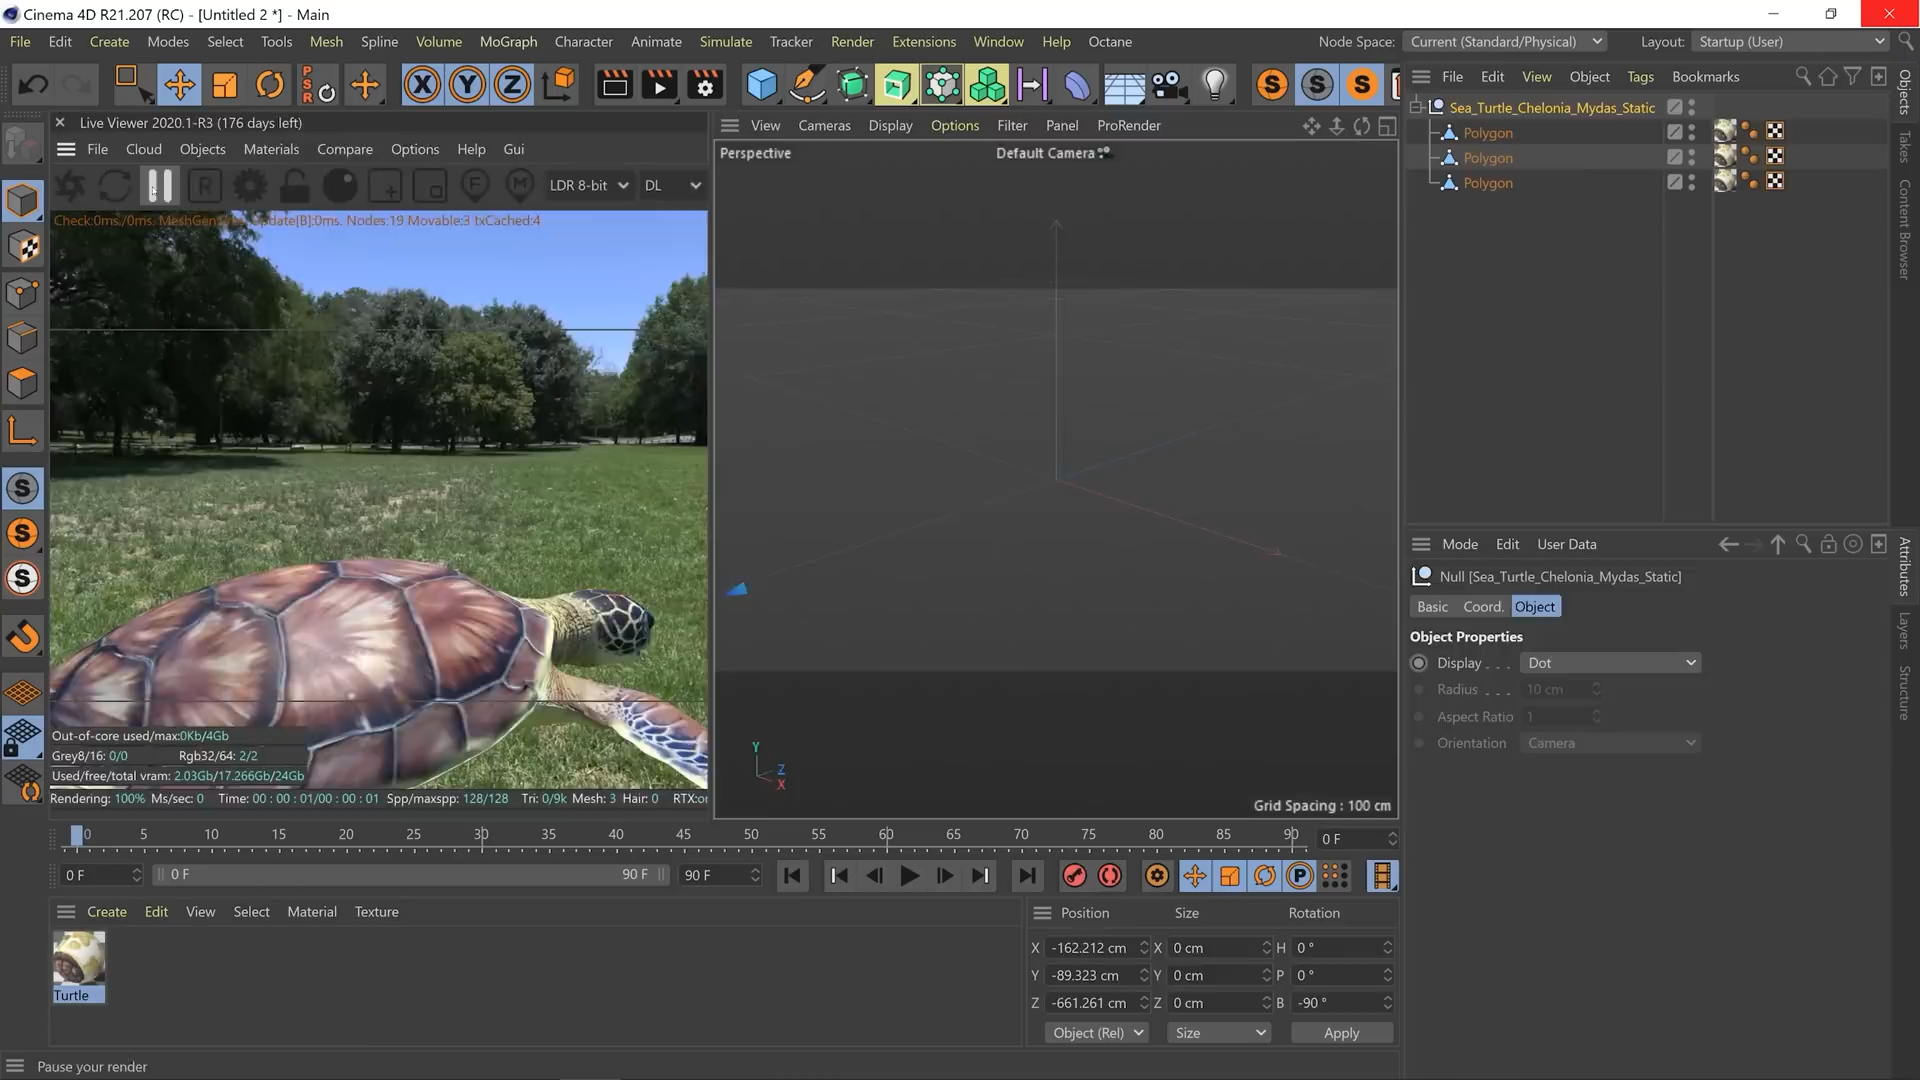 Cinema 4D R21.207 (RC) - [Untitled 2 *] - Main
File Edit Create Modes Select Tools Mesh Spline Volume MoGraph Character Animate Simulate Tracker Render Extensions Window Help Octane Node Space: Current (Standard/Physical) Layout: Startup (User)
PSR X Y Z S S S
File Edit View Object Tags Bookmarks
Live Viewer 2020.1-R3 (176 days left)
View Cameras Display Options Filter Panel ProRender
File Cloud Objects Materials Compare Options Help Gui
R F M LDR 8-bit DL
Perspective Default Camera
Sea_Turtle_Chelonia_Mydas_Static
Polygon
Polygon
Polygon
Objects
Takes
Content Browser
Nodes:19 Movable:3 txCached:4
S
S
S
Out-of-core used/max:0Kb/4Gb
Grey8/16: 0/0 Rgb32/64: 2/2
Used/free/total vram: 2.03Gb/17.266Gb/24Gb
Rendering: 100% Ms/sec: 0 Time: 00 : 00 : 01/00 : 00 : 01 Spp/maxspp: 128/128 Tri: 0/9k Mesh: 3 Hair: 0
Y
Z
X
Grid Spacing : 100 cm
Mode Edit User Data
Null [Sea_Turtle_Chelonia_Mydas_Static]
Basic Coord. Object
Object Properties
Display Dot
Radius 10 cm
Aspect Ratio 1
Orientation Camera
Attributes
Layers
Structure
0 5 10 15 20 25 30 35 40 45 50 55 60 65 70 75 80 85 90 0 F
0 F 0 F 90 F 90 F P
Create Edit View Select Material Texture
Turtle
Position Size Rotation
X -162.212 cm X 0 cm H 0 °
Y -89.323 cm Y 0 cm P 0 °
Z -661.261 cm Z 0 cm B -90 °
Object (Rel) Size Apply
Pause your render